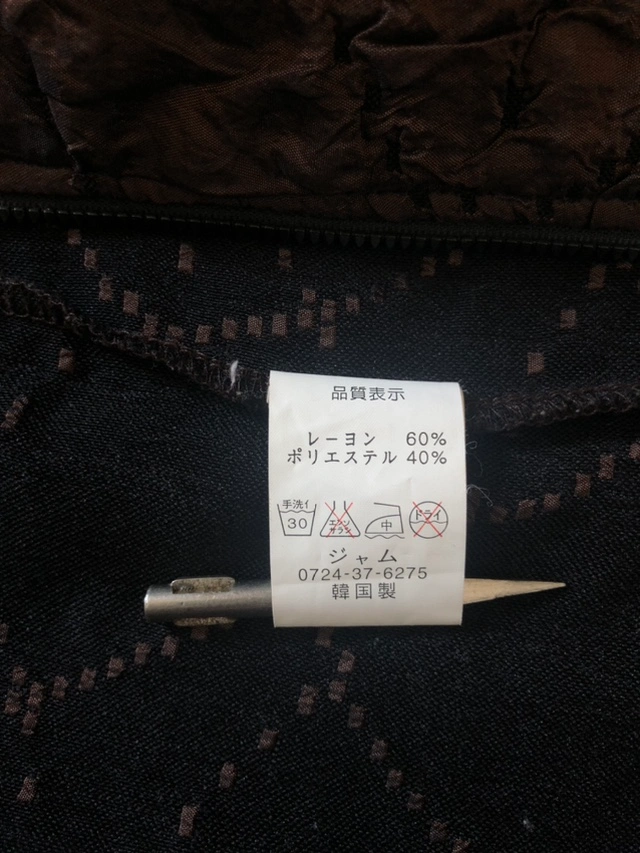 品質表示
レーヨン 60%
ポリエステル 40%
手洗イ 30 エンソ サラシ 中 ドライ
ジャム
0724-37-6275
韓国製